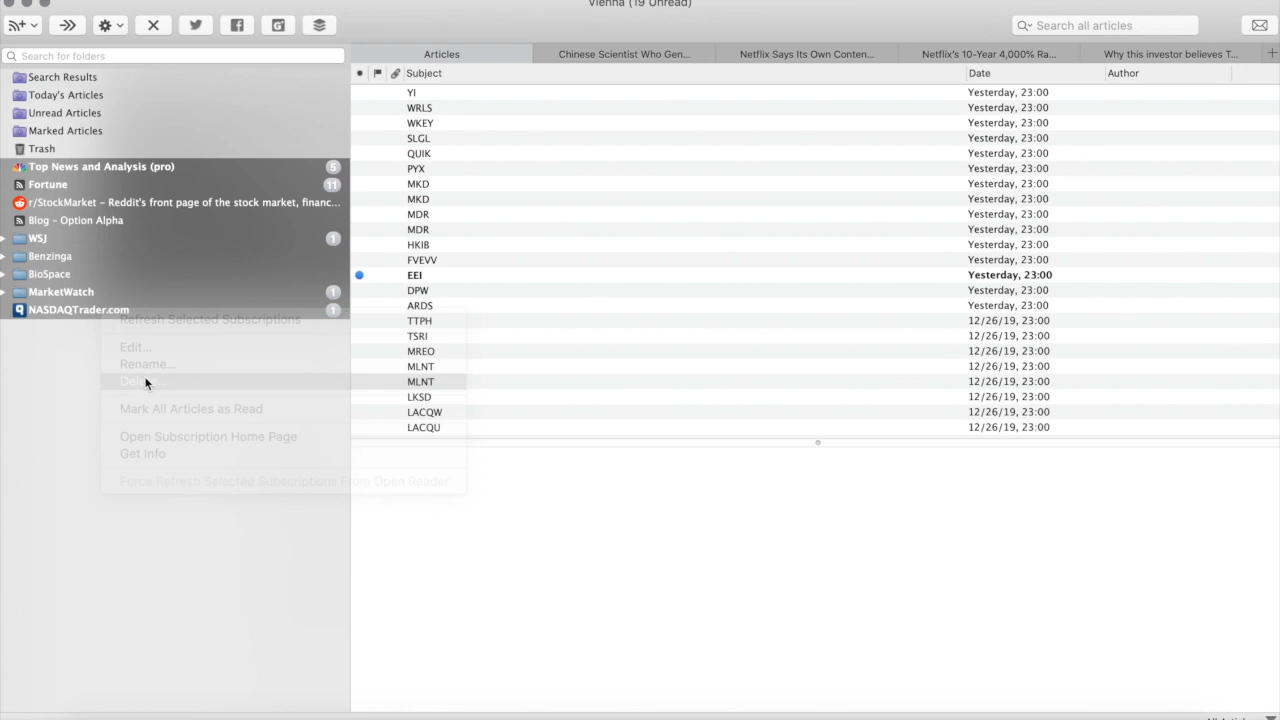 Vienna (19 Unread)
Search all articles
Search for folders
Search Results
Today's Articles
Unread Articles
Marked Articles
Trash
Top News and Analysis (pro) 5
Fortune 11
r/StockMarket – Reddit's front page of the stock market, financ...
Blog – Option Alpha
WSJ 1
Benzinga
BioSpace
MarketWatch 1
NASDAQTrader.com 1
Refresh Selected Subscriptions
Edit...
Rename...
Delete...
Mark All Articles as Read
Open Subscription Home Page
Get Info
Force Refresh Selected Subscriptions From Open Reader
Articles
Chinese Scientist Who Gen...
Netflix Says Its Own Conten...
Netflix's 10-Year 4,000% Ra...
Why this investor believes T...
Subject Date Author
YI Yesterday, 23:00
WRLS Yesterday, 23:00
WKEY Yesterday, 23:00
SLGL Yesterday, 23:00
QUIK Yesterday, 23:00
PYX Yesterday, 23:00
MKD Yesterday, 23:00
MKD Yesterday, 23:00
MDR Yesterday, 23:00
MDR Yesterday, 23:00
HKIB Yesterday, 23:00
FVEVV Yesterday, 23:00
EEI Yesterday, 23:00
DPW Yesterday, 23:00
ARDS Yesterday, 23:00
TTPH 12/26/19, 23:00
TSRI 12/26/19, 23:00
MREO 12/26/19, 23:00
MLNT 12/26/19, 23:00
MLNT 12/26/19, 23:00
LKSD 12/26/19, 23:00
LACQW 12/26/19, 23:00
LACQU 12/26/19, 23:00